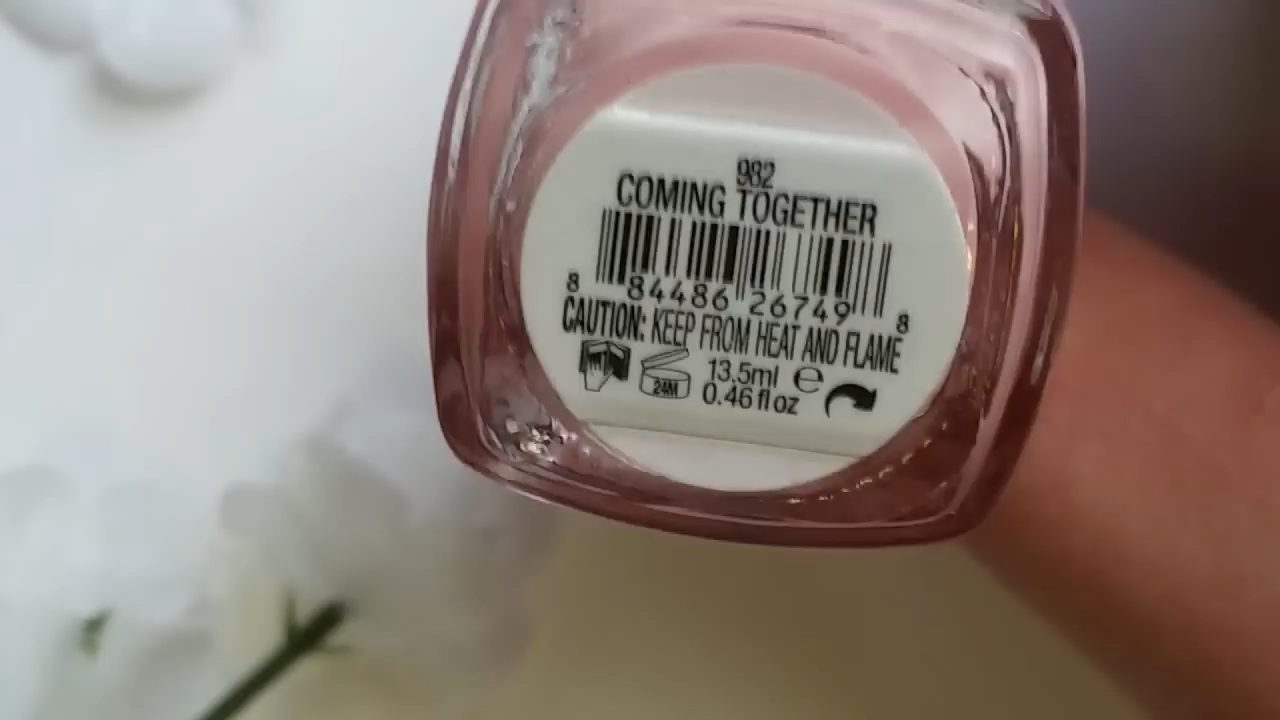 982
COMING TOGETHER
8 84486 26749 8
CAUTION: KEEP FROM HEAT AND FLAME
24M
13.5ml e
0.46 fl oz